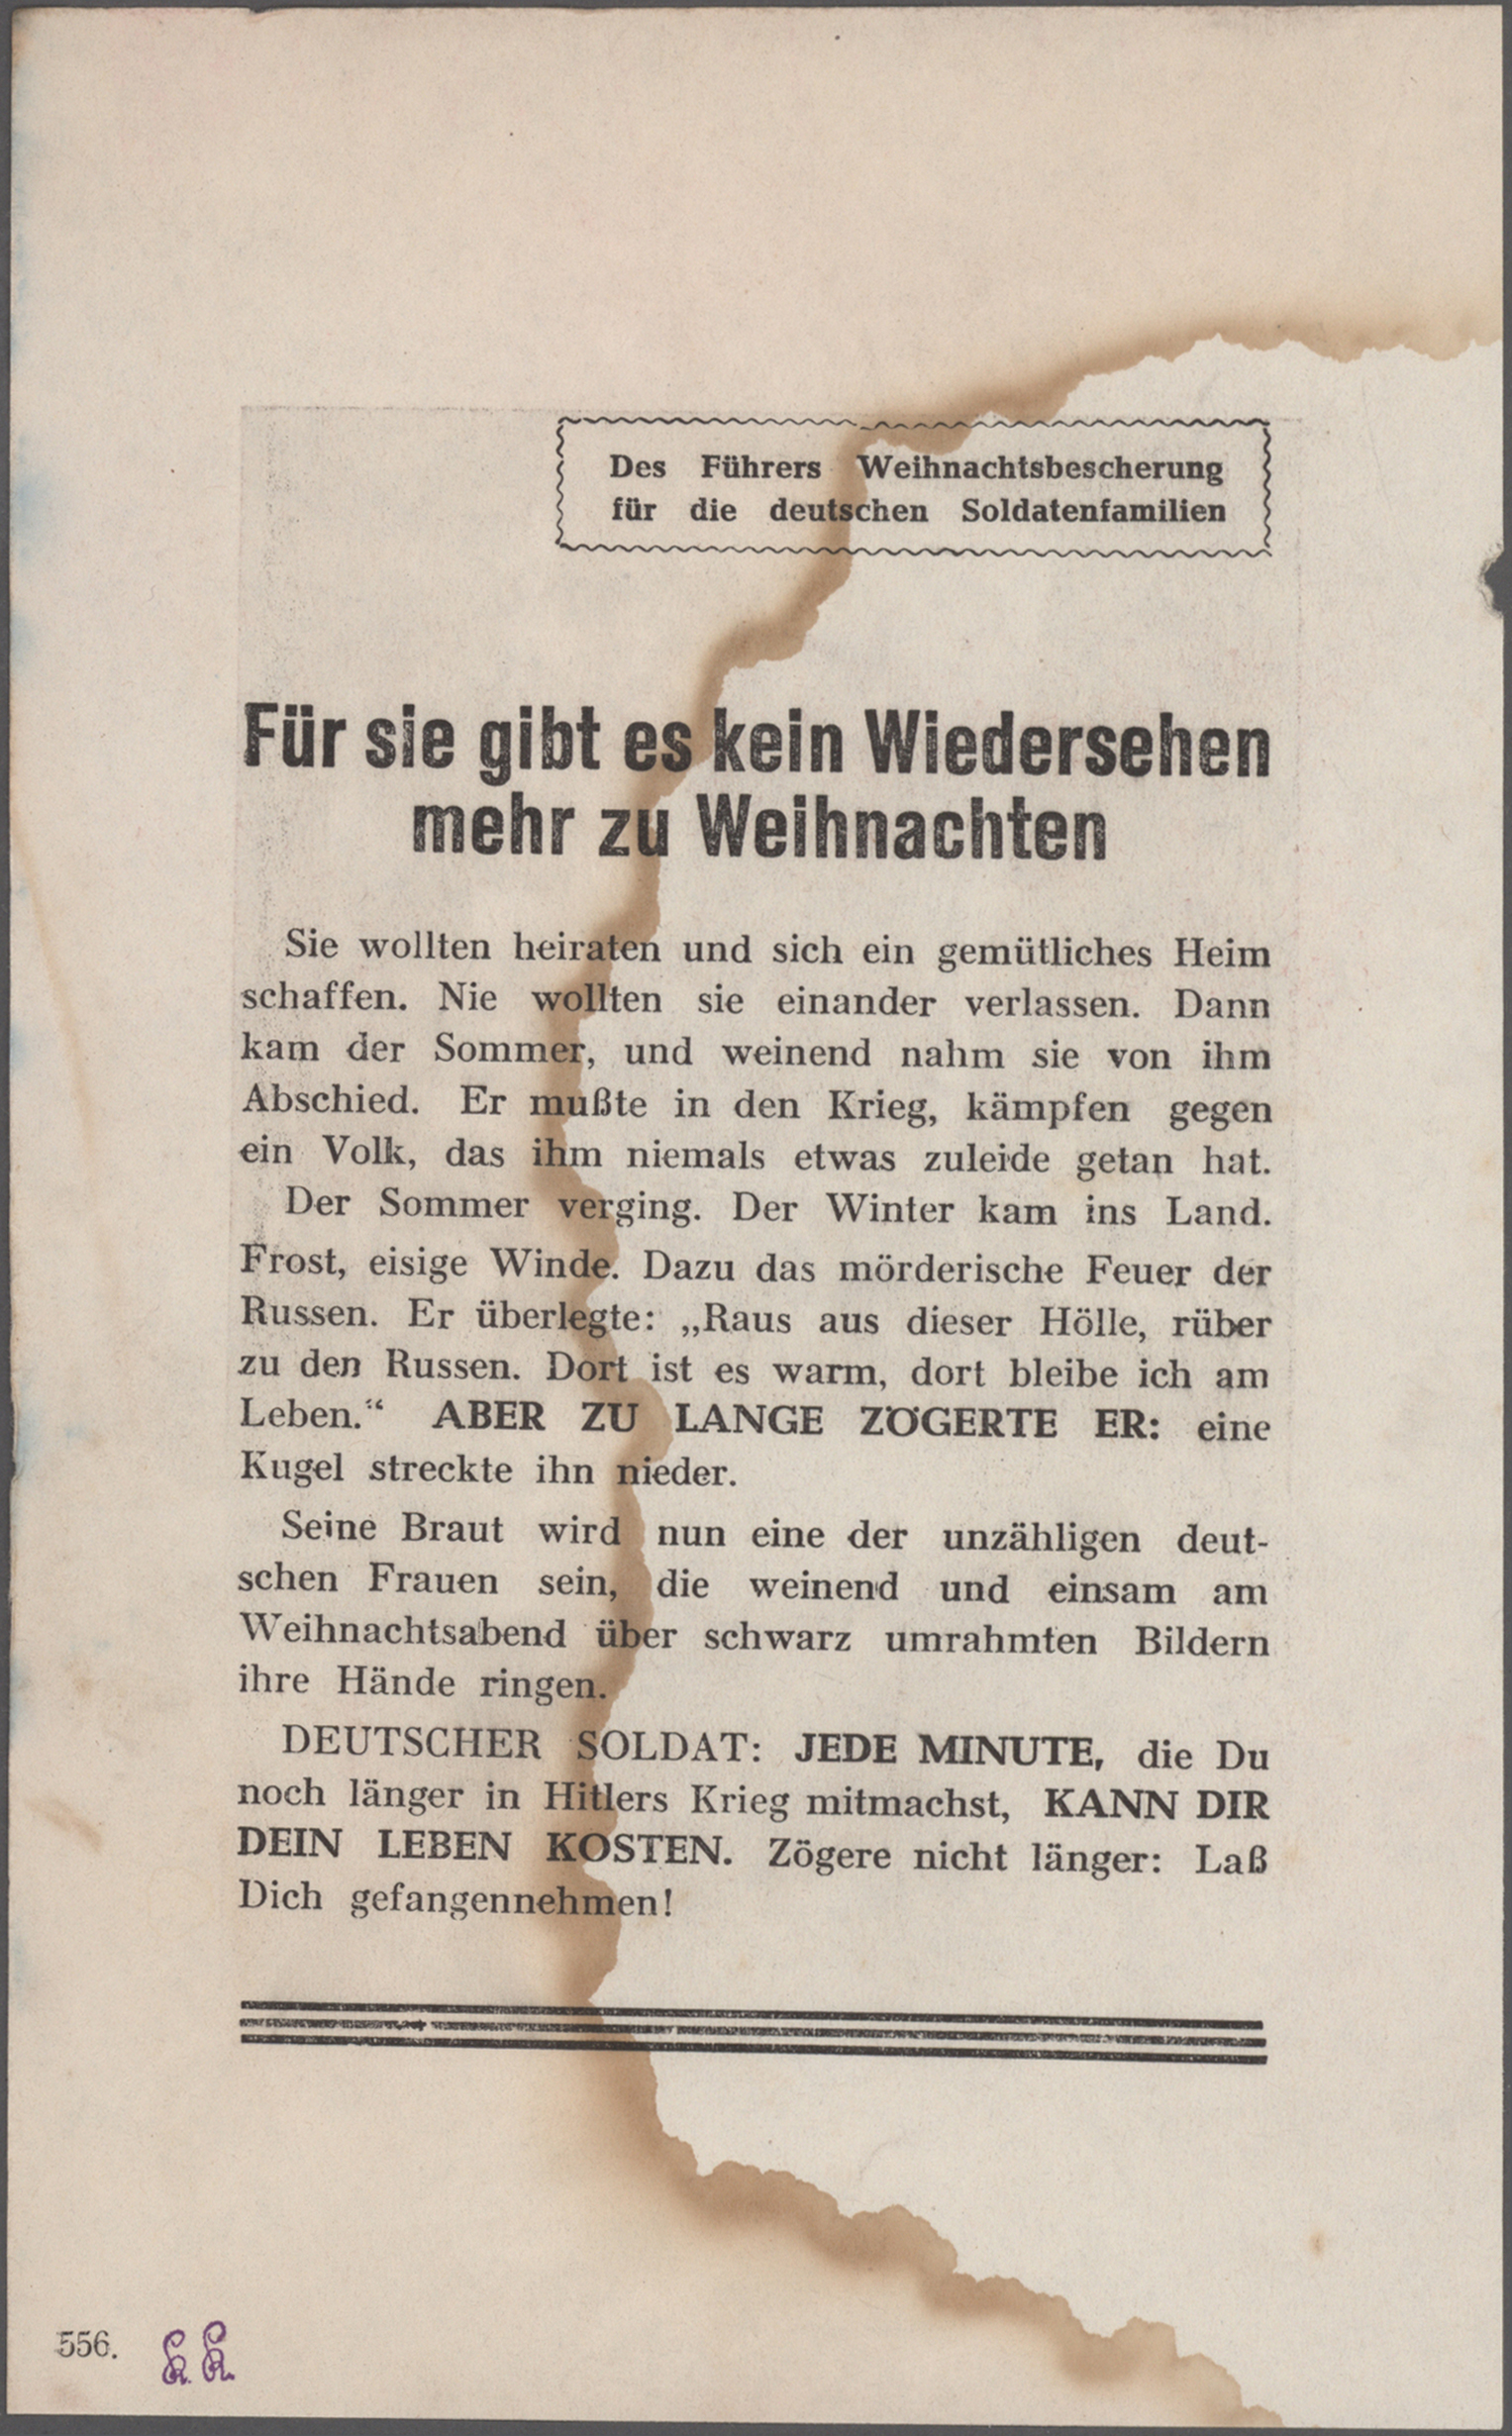 Des Führers Weihnachtsbescherung
für die deutschen Soldatenfamilien
Für sie gibt es kein Wiedersehen
mehr zu Weihnachten
Sie wollten heiraten und sich ein gemütliches Heim
schaffen. Nie wollten sie einander verlassen. Dann
kam der Sommer, und weinend nahm sie von ihm
Abschied. Er mußte in den Krieg, kämpfen gegen
ein Volk, das ihm niemals etwas zuleide getan hat.
Der Sommer verging. Der Winter kam ins Land.
Frost, eisige Winde. Dazu das mörderische Feuer der
Russen. Er überlegte: „Raus aus dieser Hölle, rüber
zu den Russen. Dort ist es warm, dort bleibe ich am
Leben.“ ABER ZU LANGE ZÖGERTE ER: eine
Kugel streckte ihn nieder.
Seine Braut wird nun eine der unzähligen deut-
schen Frauen sein, die weinend und einsam am
Weihnachtsabend über schwarz umrahmten Bildern
ihre Hände ringen.
DEUTSCHER SOLDAT: JEDE MINUTE, die Du
noch länger in Hitlers Krieg mitmachst, KANN DIR
DEIN LEBEN KOSTEN. Zögere nicht länger: Laß
Dich gefangennehmen!
556.